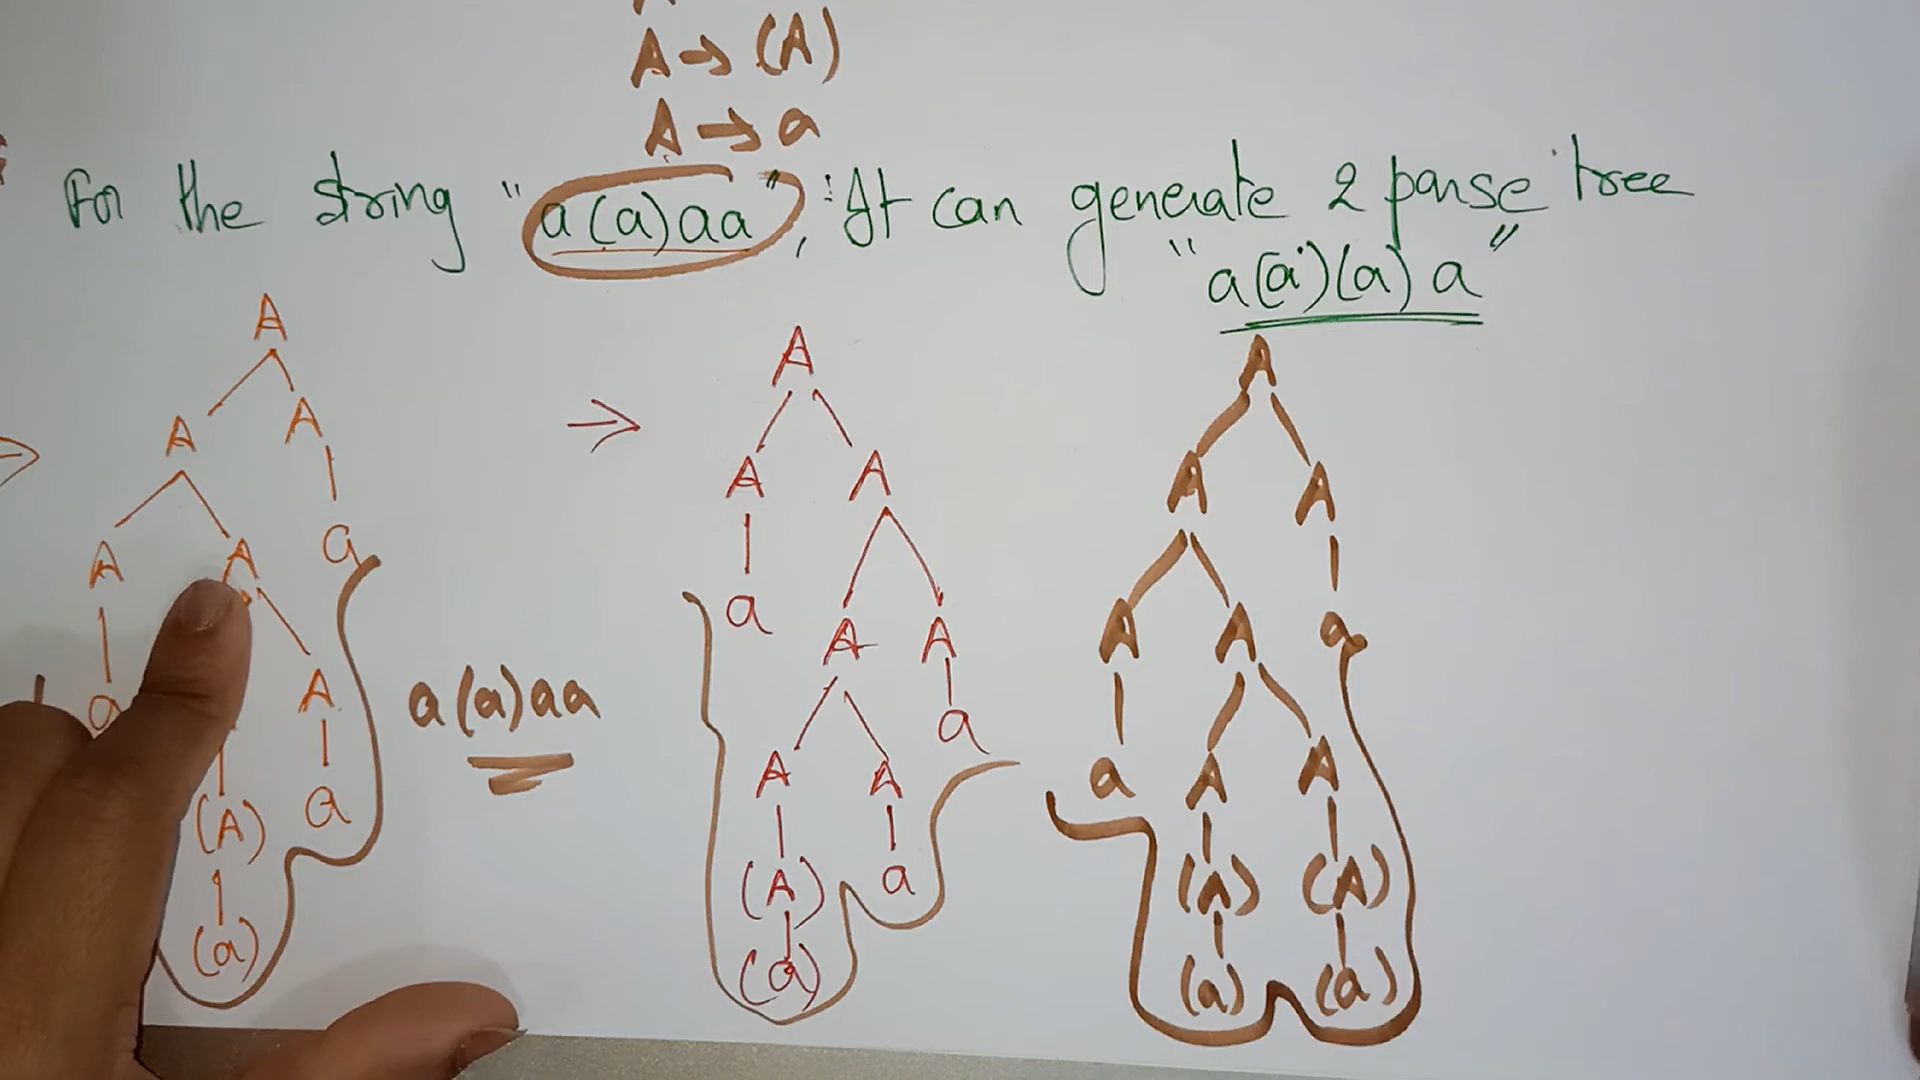 A → (A)
A → a
For the string "a(a)aa", It can generate 2 parse tree
"a(a)(a)a"
A
A A
A A a
a A
(A) a
(a)
a(a)aa
→
A
A A
a A A
A A a
(A) a
(a)
A
A A
A A a
a A A
(A) (A)
(a) (a)